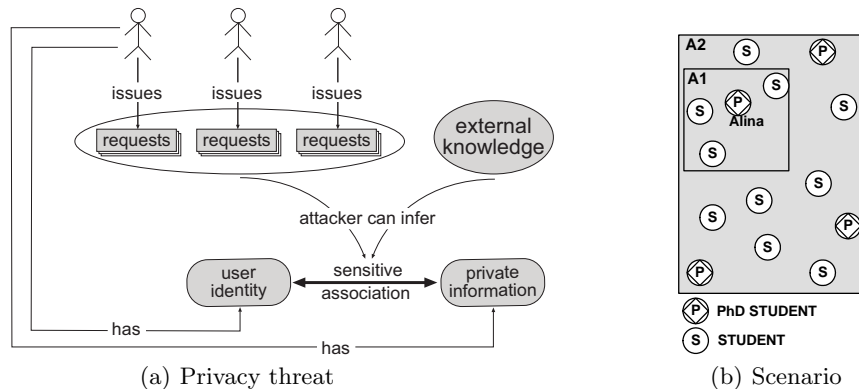 issues issues issues
requests requests requests
external
knowledge
attacker can infer
user
identity
sensitive
association
private
information
has
has
(a) Privacy threat
A2
S
P
A1
S
P
S
S
Alina
S
S
S
S
P
S
P
S
P PhD STUDENT
S STUDENT
(b) Scenario